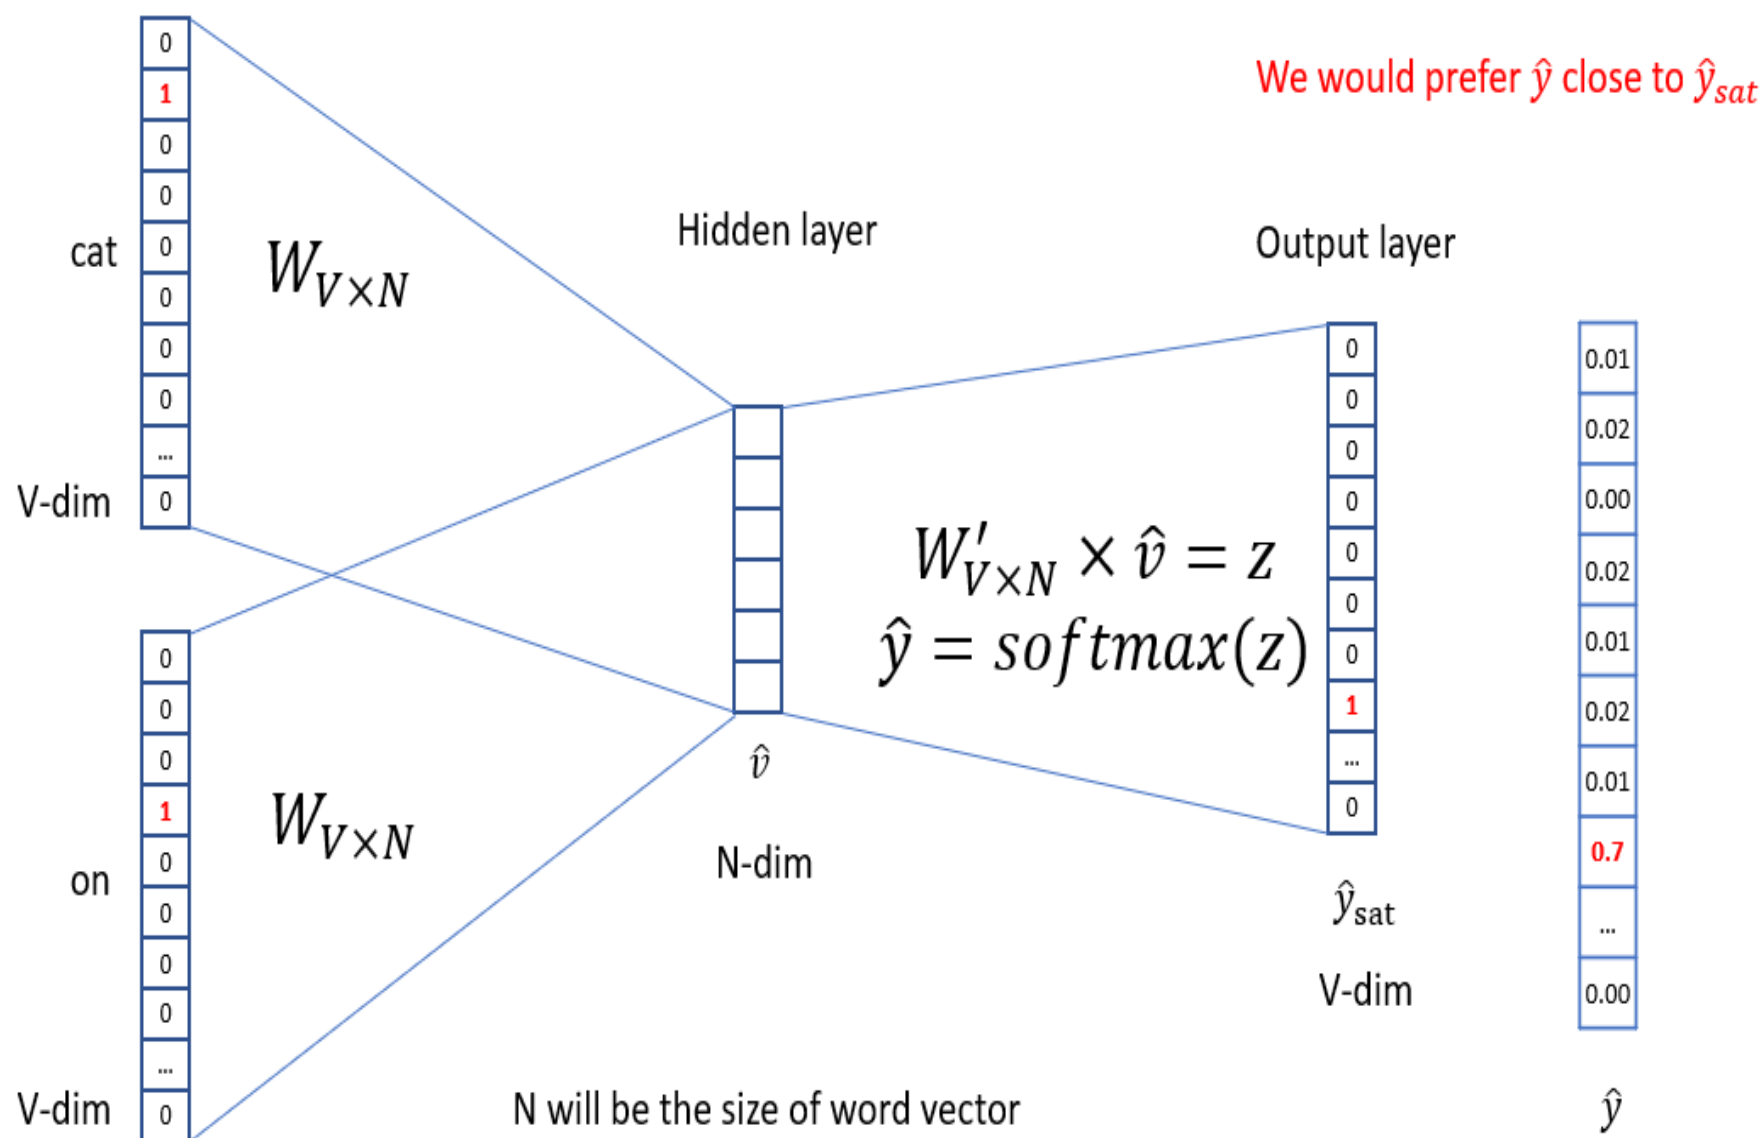 We would prefer ŷ close to ŷ_sat
cat
0
1
0
0
0
0
0
0
...
0
V-dim
W_{V×N}
on
0
0
0
1
0
0
0
0
...
0
V-dim
W_{V×N}
Hidden layer
v̂
N-dim
W'_{V×N} × v̂ = z
ŷ = softmax(z)
Output layer
0
0
0
0
0
0
0
1
...
0
ŷ_sat
V-dim
0.01
0.02
0.00
0.02
0.01
0.02
0.01
0.7
...
0.00
ŷ
N will be the size of word vector